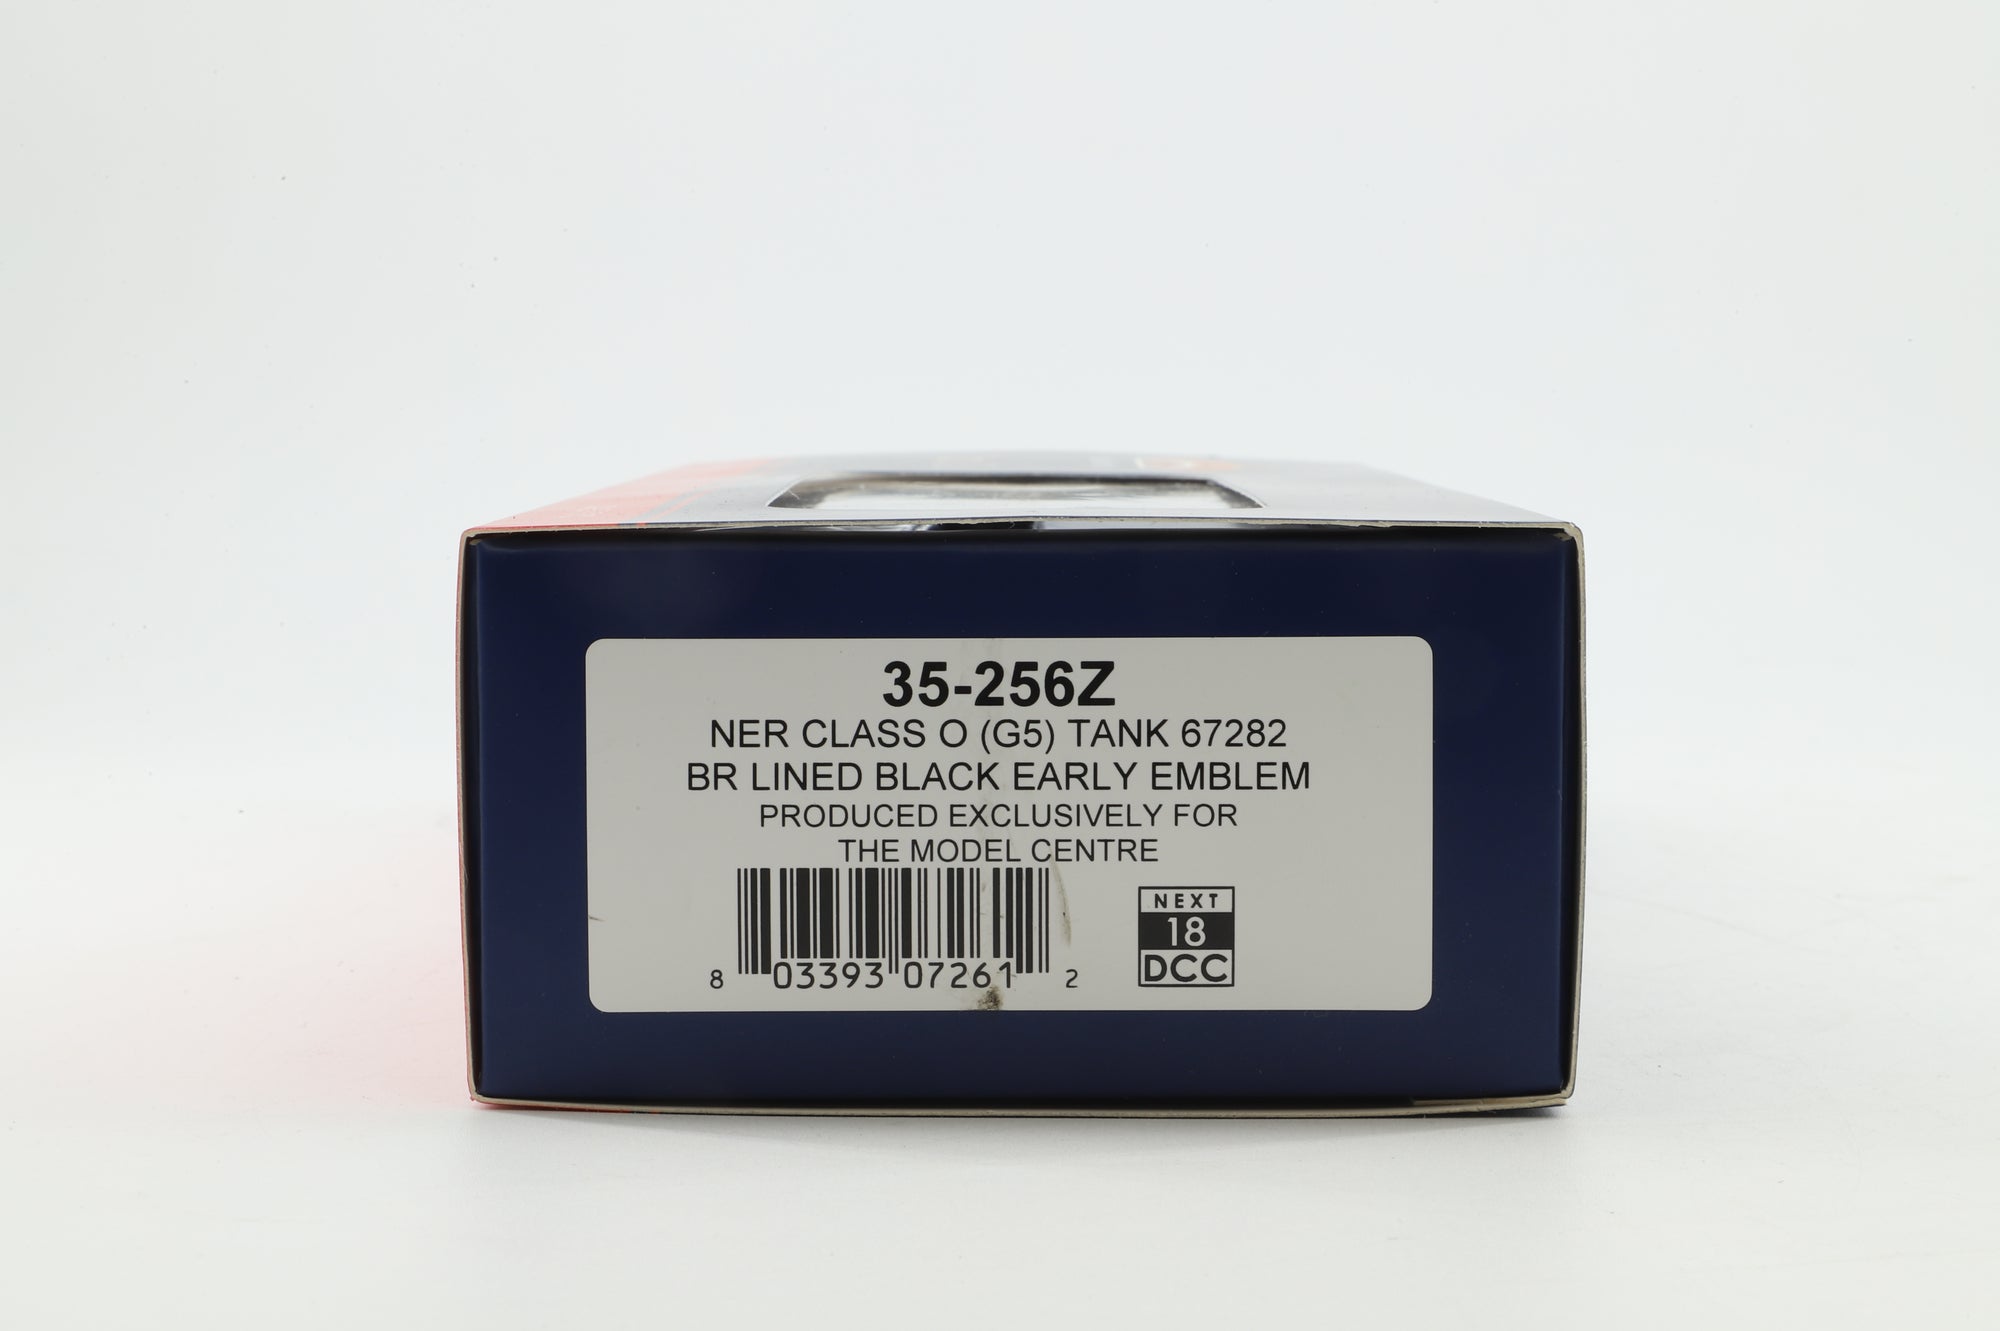 35-256Z
NER CLASS O (G5) TANK 67282
BR LINED BLACK EARLY EMBLEM
PRODUCED EXCLUSIVELY FOR
THE MODEL CENTRE
NEXT
18
DCC
8 03393 07261 2